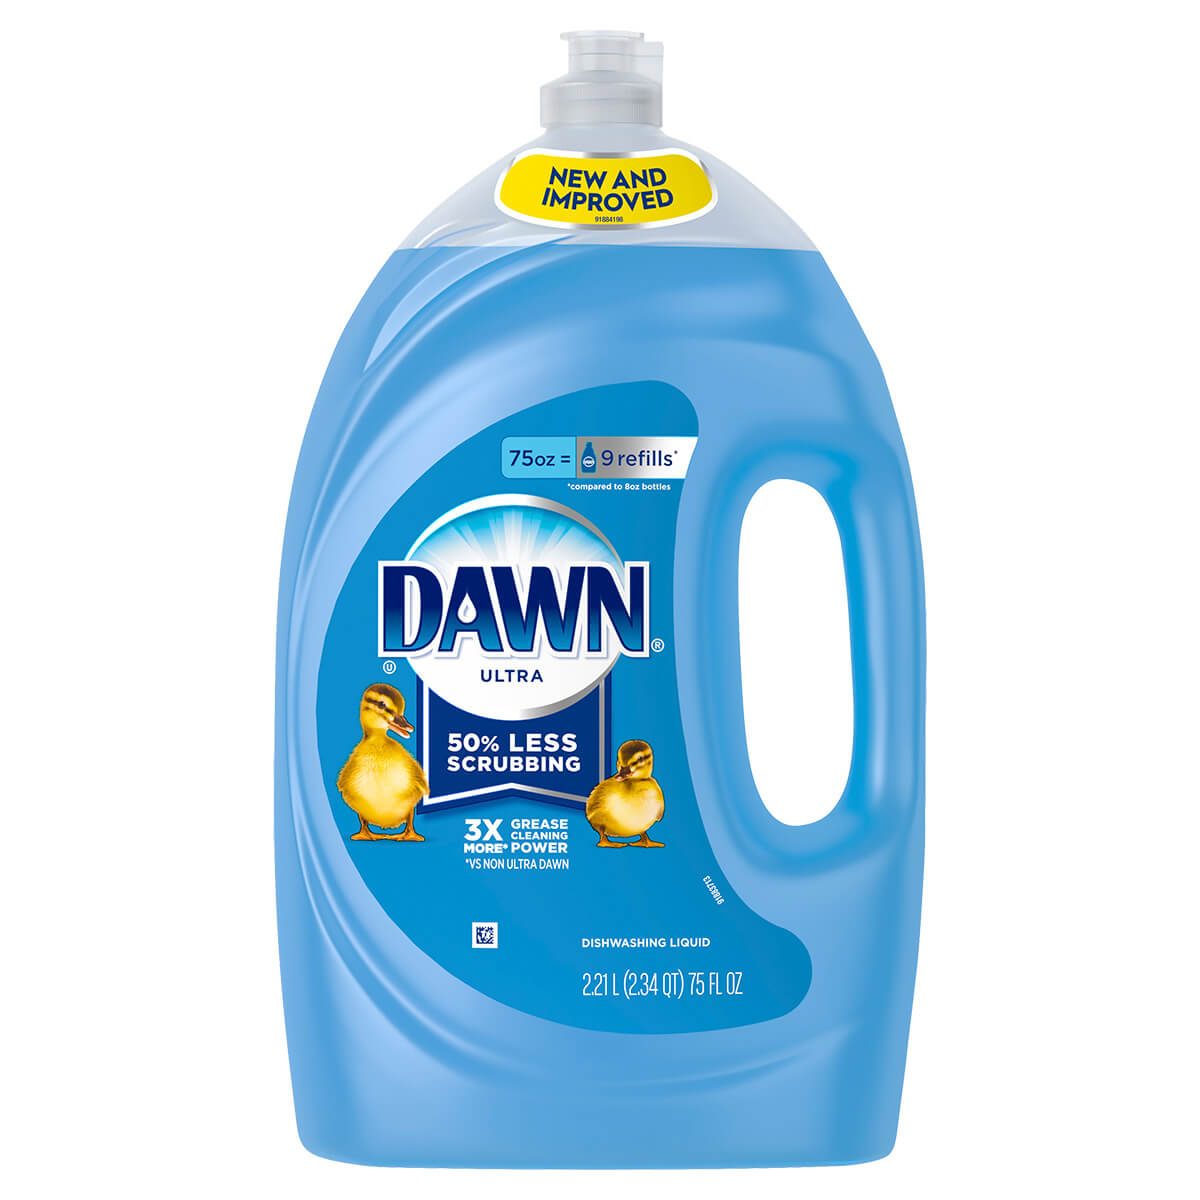 NEW AND
IMPROVED
91884198
75oz = 9 refills*
*compared to 8oz bottles
DAWN®
U
ULTRA
50% LESS
SCRUBBING
3X GREASE
CLEANING
MORE* POWER
*VS NON ULTRA DAWN
91883713
DISHWASHING LIQUID
2.21 L (2.34 QT) 75 FL OZ